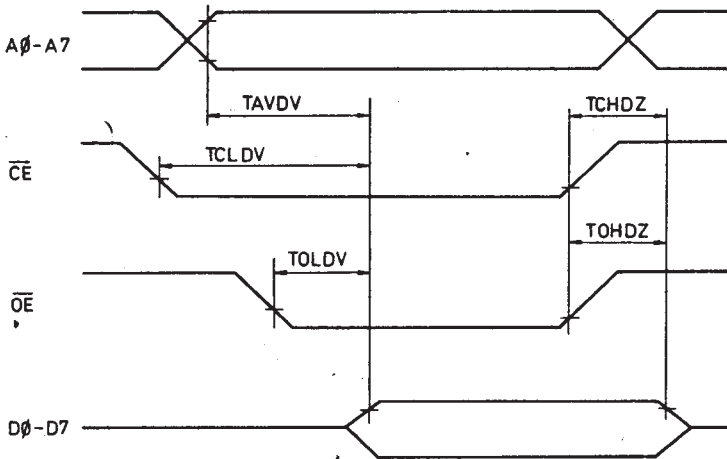 AØ-A7
TAVDV
TCHDZ
TCLDV
CE
TOHDZ
TOLDV
OE
DØ-D7